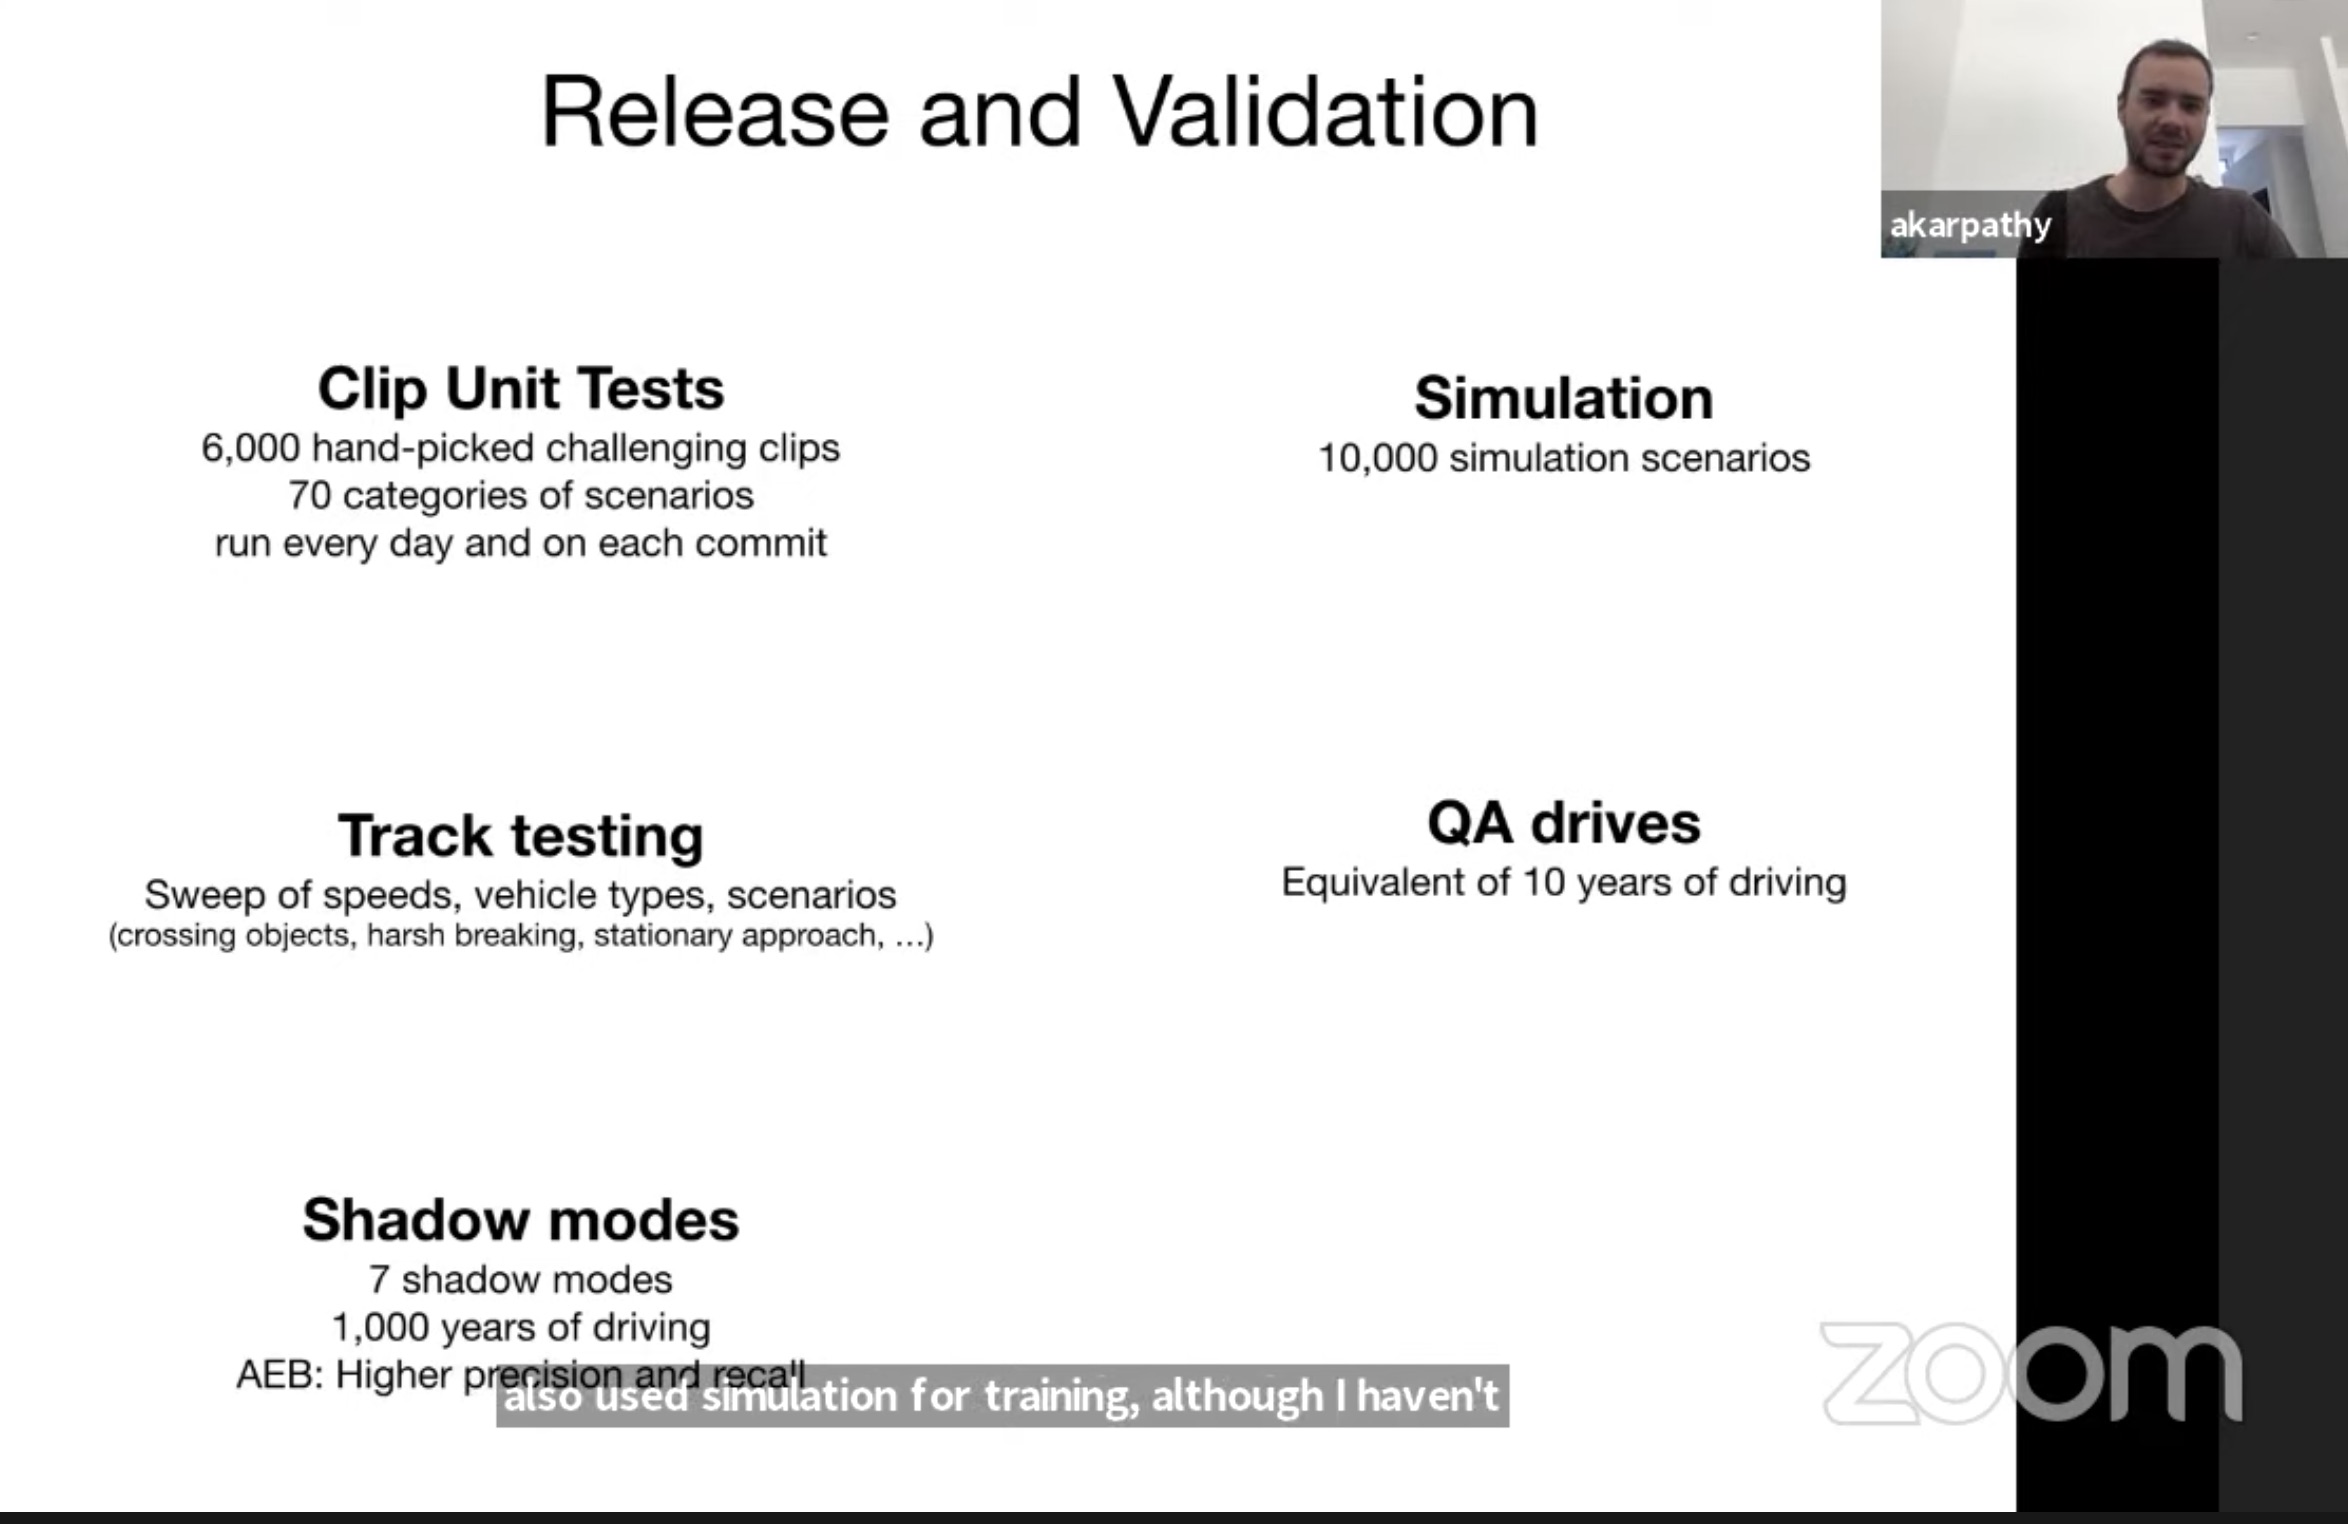 Release and Validation
akarpathy
Clip Unit Tests
6,000 hand-picked challenging clips
70 categories of scenarios
run every day and on each commit
Simulation
10,000 simulation scenarios
Track testing
Sweep of speeds, vehicle types, scenarios
(crossing objects, harsh breaking, stationary approach, ...)
QA drives
Equivalent of 10 years of driving
Shadow modes
7 shadow modes
1,000 years of driving
AEB: Higher precision and recall
also used simulation for training, although I haven't
zoom